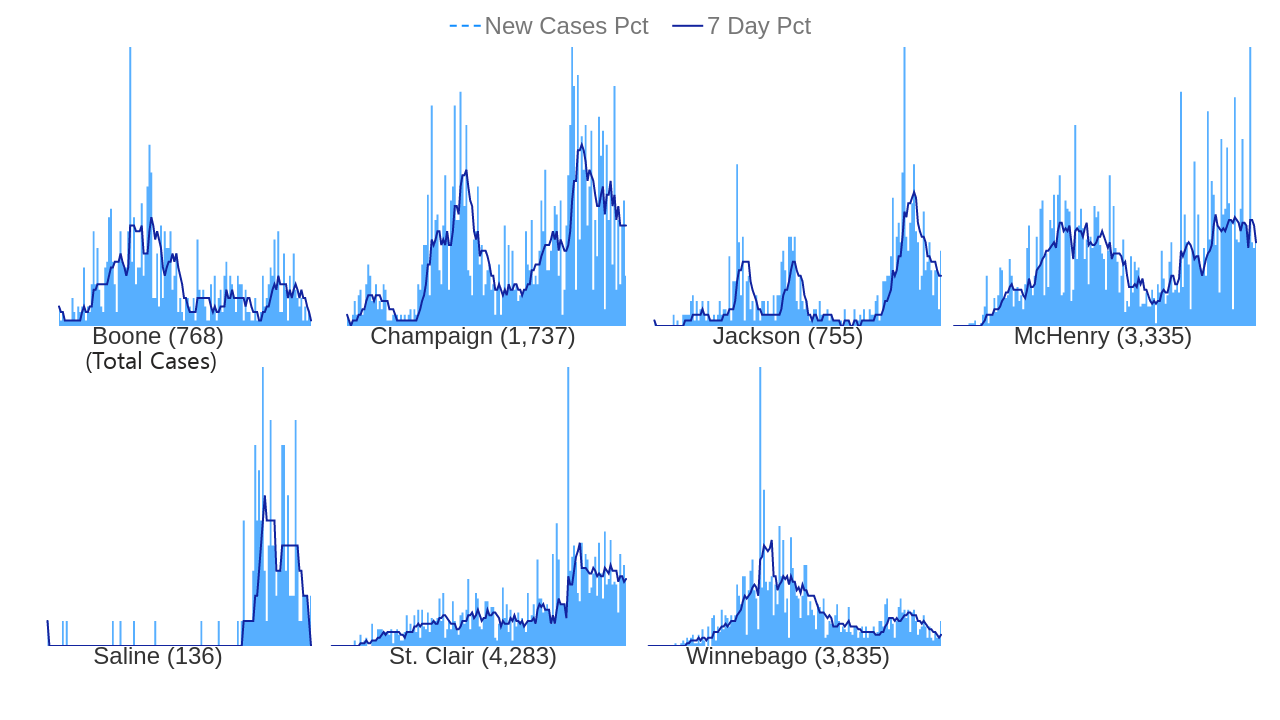 New Cases Pct 7 Day Pct
Boone (768) Champaign (1,737) Jackson (755) McHenry (3,335)
(Total Cases)
Saline (136) St. Clair (4,283) Winnebago (3,835)